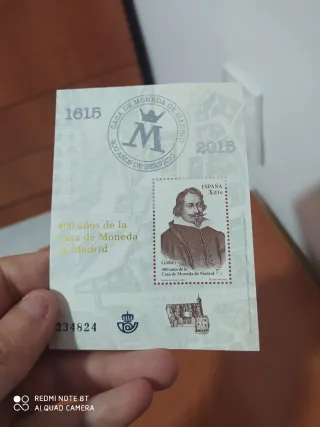 1615
CASA DE MONEDA DE MADRID
400 AÑOS DE SERVICIO
M
2015
ESPAÑA
400 años de la
Casa de Moneda
de Madrid
400 años de la
Casa de Moneda de Madrid
234824
REDMI NOTE 8T
AI QUAD CAMERA